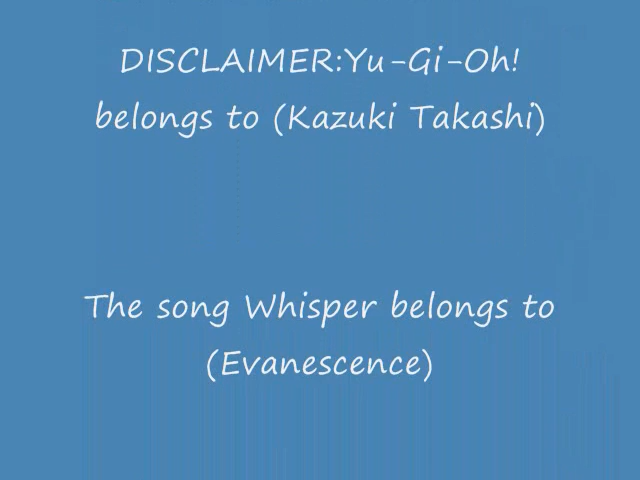 DISCLAIMER:Yu-Gi-Oh!
belongs to (Kazuki Takashi)
The song Whisper belongs to
(Evanescence)